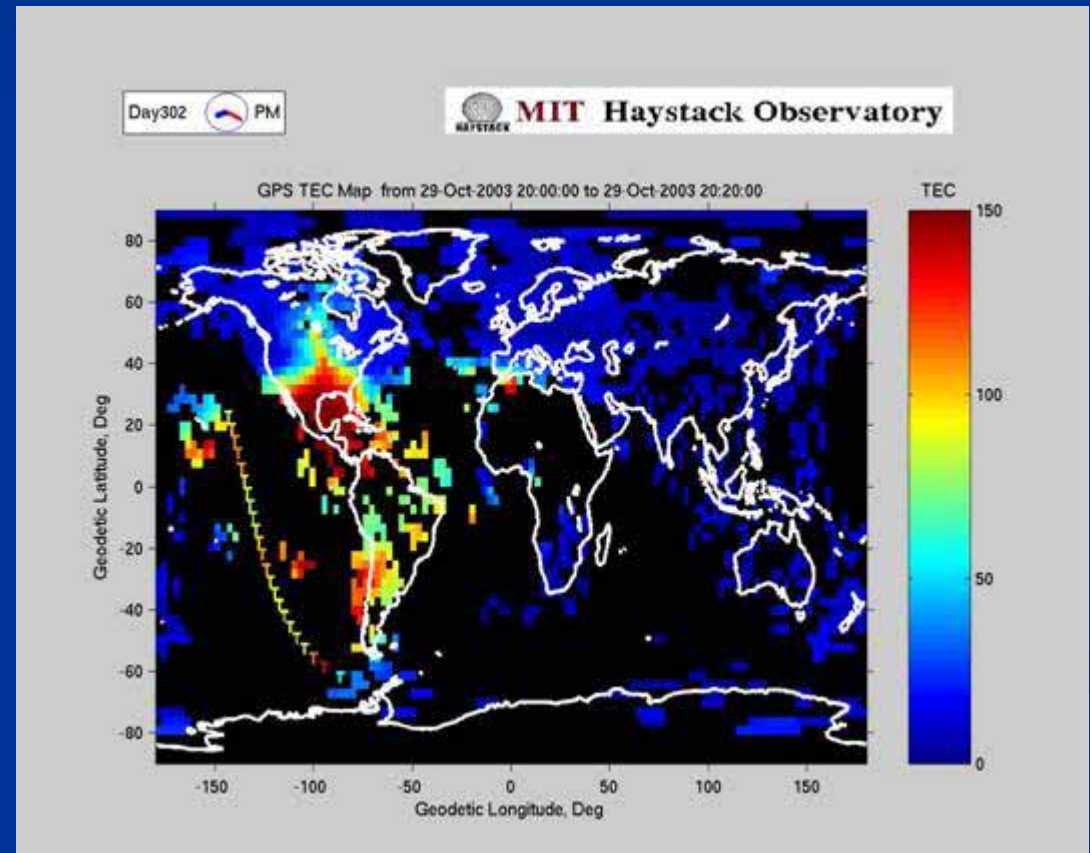 Day302 PM
HAYSTACK
MIT Haystack Observatory
GPS TEC Map from 29-Oct-2003 20:00:00 to 29-Oct-2003 20:20:00
TEC
150
100
50
0
80
60
40
20
0
-20
-40
-60
-80
Geodetic Latitude, Deg
-150 -100 -50 0 50 100 150
Geodetic Longitude, Deg